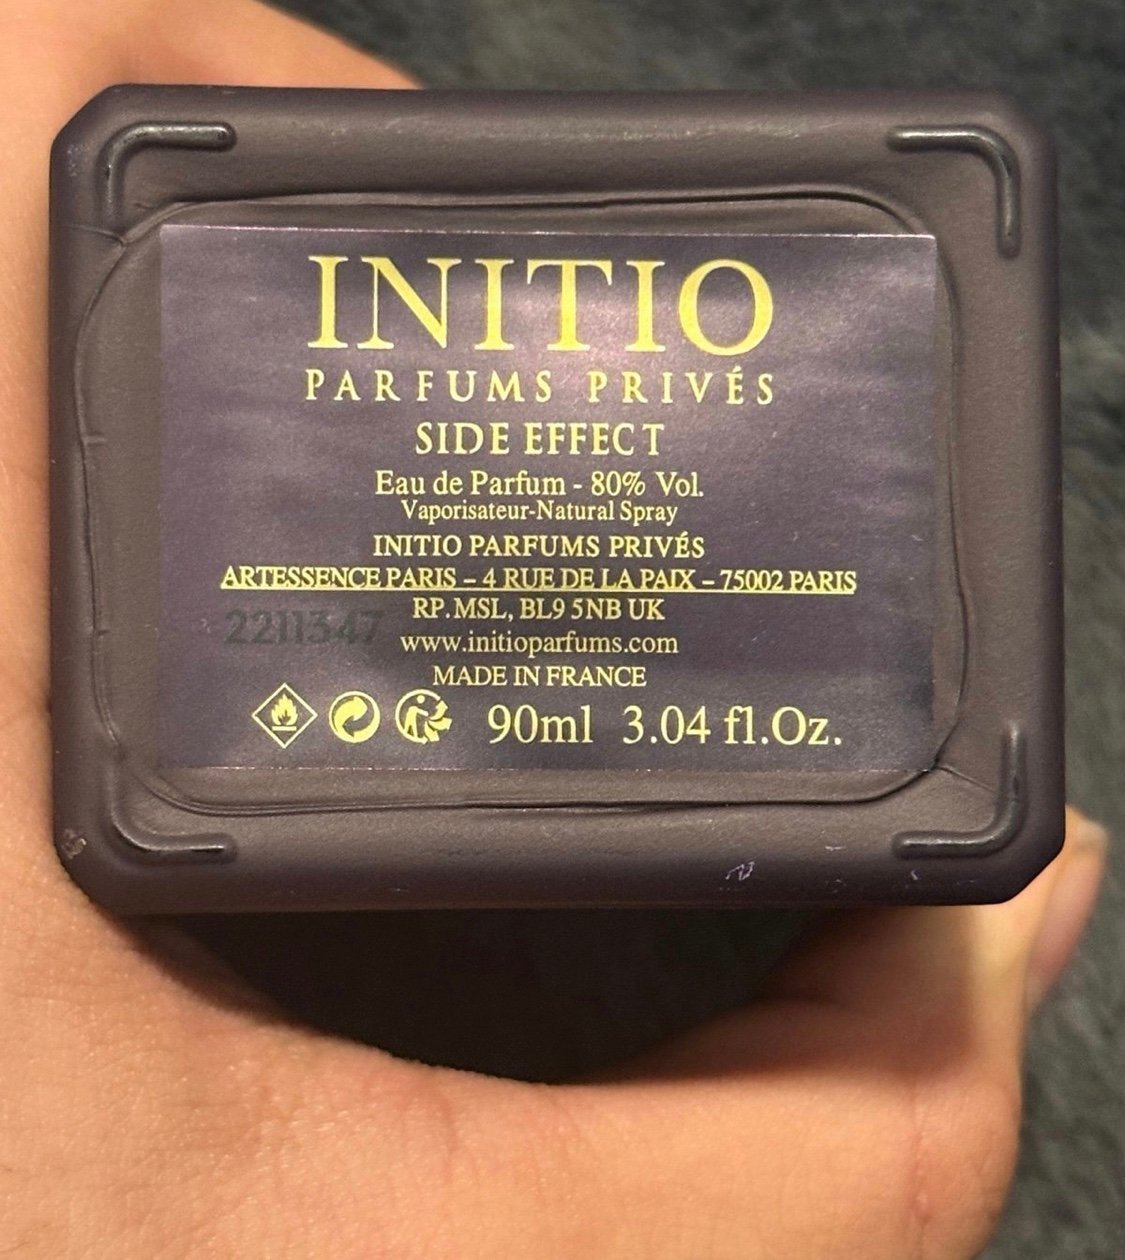 INITIO
PARFUMS PRIVÉS
SIDE EFFECT
Eau de Parfum - 80% Vol.
Vaporisateur-Natural Spray
INITIO PARFUMS PRIVÉS
ARTESSENCE PARIS – 4 RUE DE LA PAIX – 75002 PARIS
RP. MSL, BL9 5NB UK
2211347
www.initioparfums.com
MADE IN FRANCE
90ml 3.04 fl.Oz.